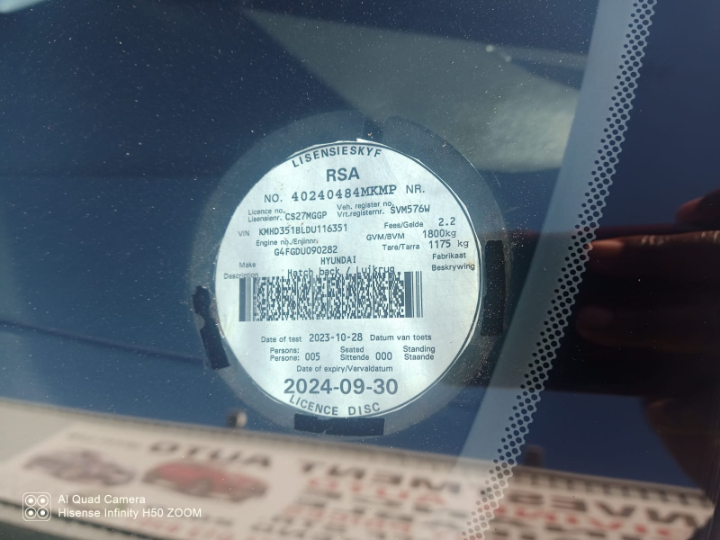 LISENSIESKYF
RSA
NO. 40240484MKMP NR.
Licence no. Lisensienr. CS27MGGP Veh. register no. Vrt.registernr. SVM576W
VIN KMHD351BLDU116351 Fees/Gelde 2.2
Engine no./Enjinnr. G4FGDU090282 GVM/BVM 1800kg
Tare/Tarra 1175 kg
Make HYUNDAI Fabrikaat
Description Hatch back / Luikrug Beskrywing
Date of test 2023-10-28 Datum van toets
Persons: Persone: 005 Seated Sittende 000 Standing Staande
Date of expiry/Vervaldatum
2024-09-30
LICENCE DISC
AUTO
MENT
AI Quad Camera
Hisense Infinity H50 ZOOM